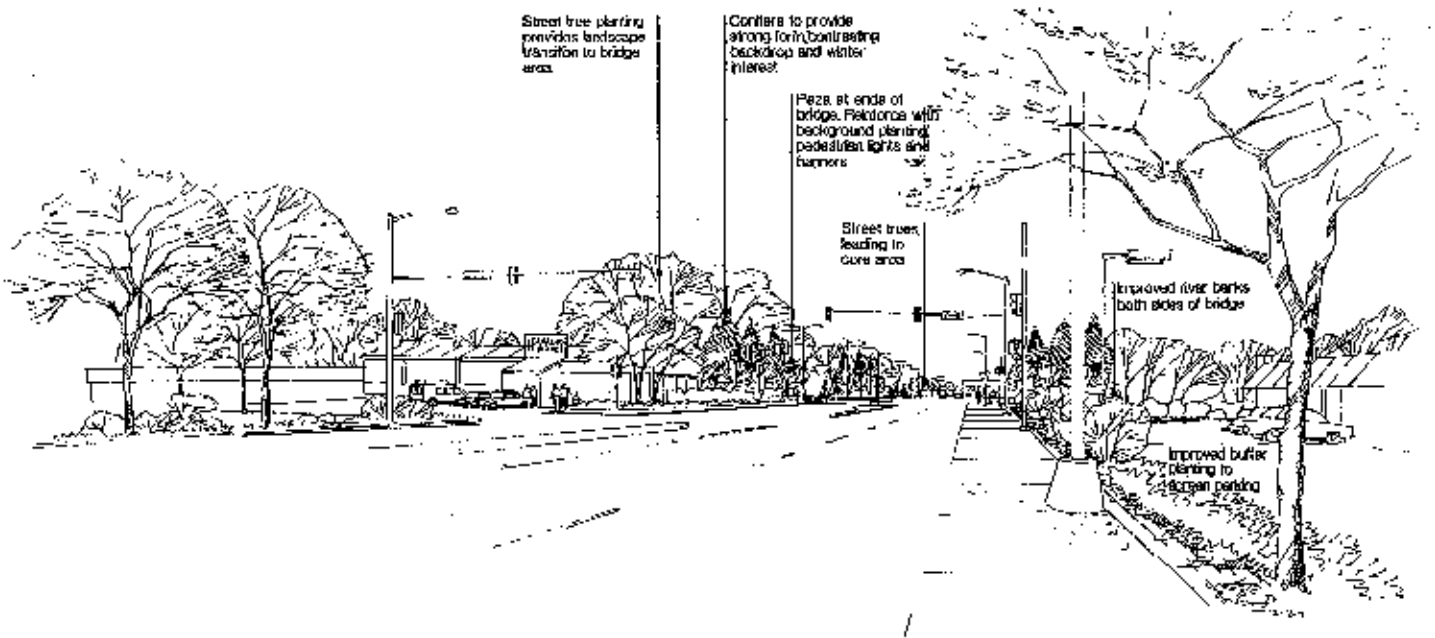 Street tree planting
provides landscape
transition to bridge
area
Conifers to provide
strong form/contrasting
backdrop and winter
interest
Plaza at ends of
bridge. Reinforce with
background planting
pedestrian lights and
banners
Street trees
leading to
core area
Improved river banks
both sides of bridge
Improved buffer
planting to
screen parking